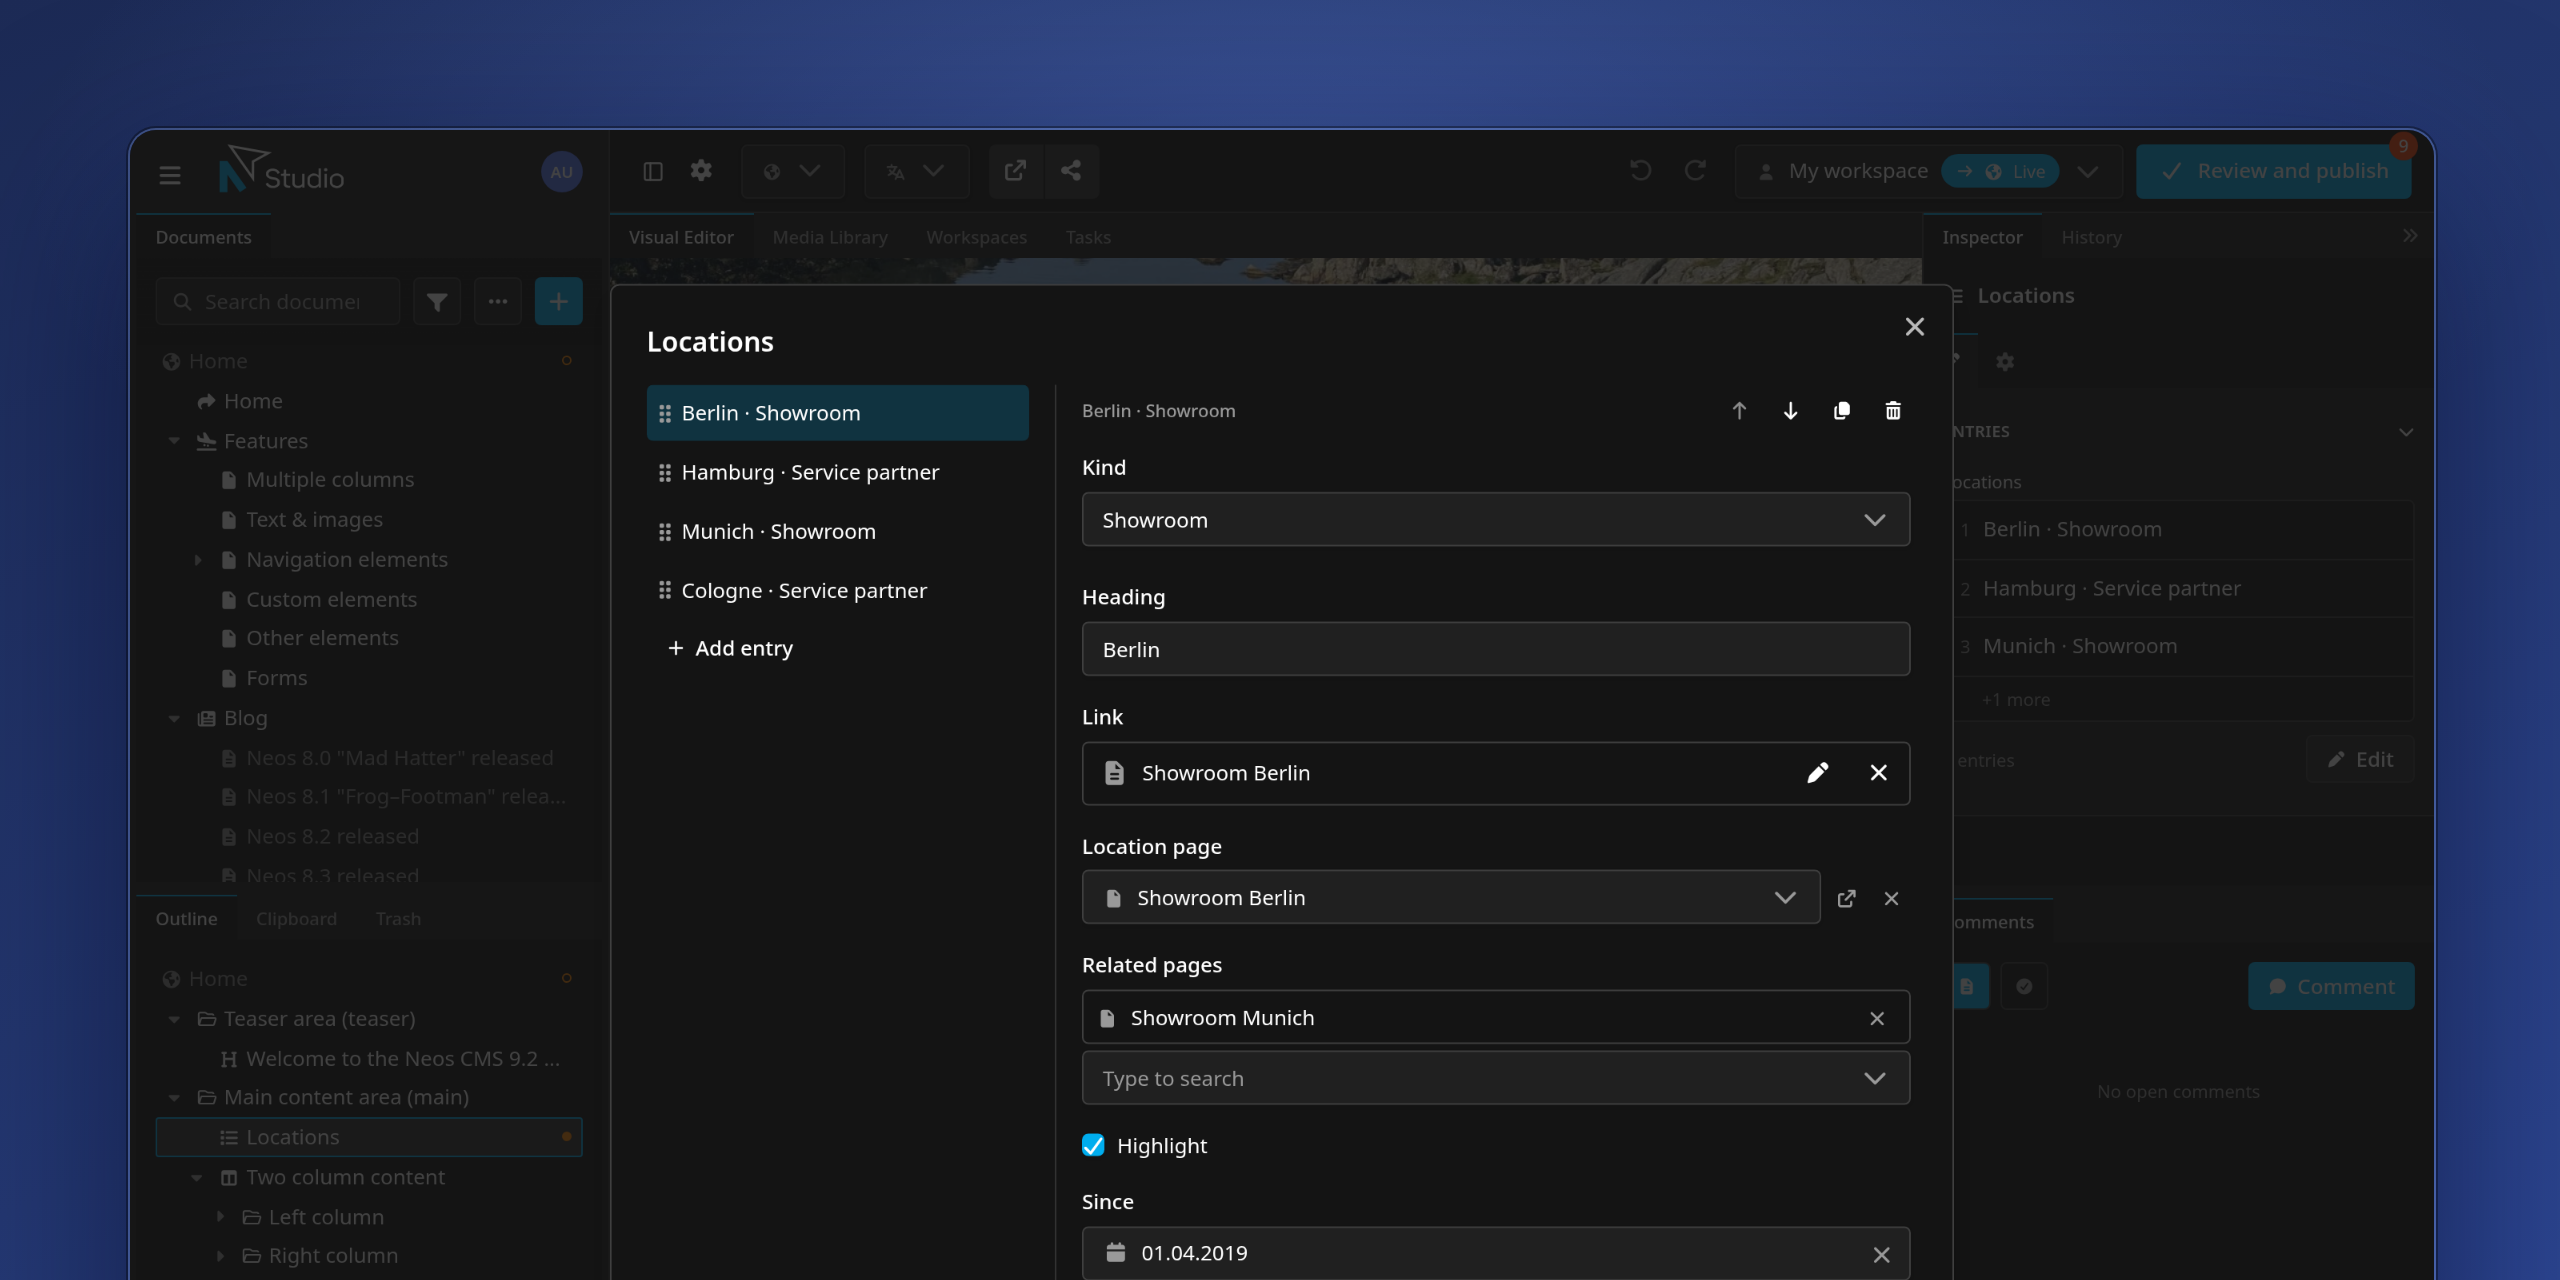 Studio
AU
My workspace
Live
Review and publish
9
Documents
Visual Editor
Media Library
Workspaces
Tasks
Inspector
History
Search documen
Home
Home
Features
Multiple columns
Text & images
Navigation elements
Custom elements
Other elements
Forms
Blog
Neos 8.0 "Mad Hatter" released
Neos 8.1 "Frog–Footman" relea...
Neos 8.2 released
Neos 8.3 released
Outline
Clipboard
Trash
Home
Teaser area (teaser)
Welcome to the Neos CMS 9.2 ...
Main content area (main)
Locations
Two column content
Left column
Right column
Locations
Berlin · Showroom
Hamburg · Service partner
Munich · Showroom
Cologne · Service partner
Add entry
Berlin · Showroom
Kind
Showroom
Heading
Berlin
Link
Showroom Berlin
Location page
Showroom Berlin
Related pages
Showroom Munich
Type to search
Highlight
Since
01.04.2019
Locations
NTRIES
ocations
1 Berlin · Showroom
2 Hamburg · Service partner
3 Munich · Showroom
+1 more
entries
Edit
omments
Comment
No open comments